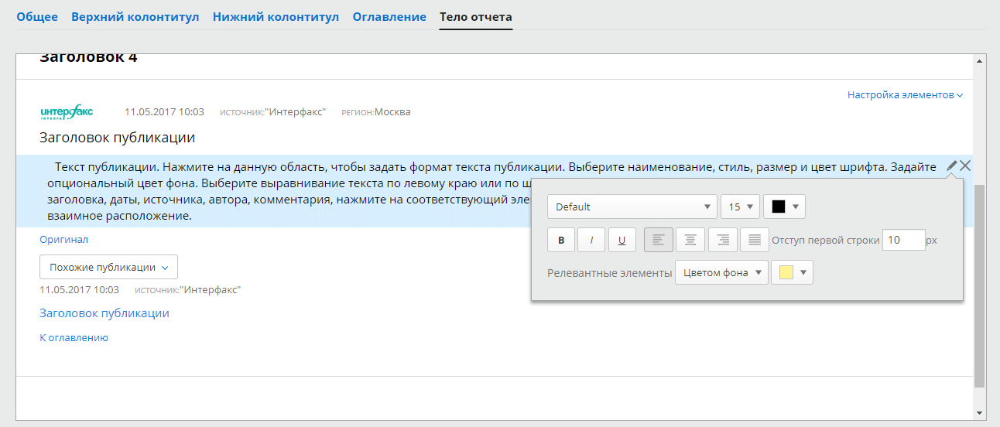 Общее Верхний колонтитул Нижний колонтитул Оглавление Тело отчета
Заголовок 4
Настройка элементов
интерфакс 11.05.2017 10:03 источник:"Интерфакс" регион:Москва
Заголовок публикации
Текст публикации. Нажмите на данную область, чтобы задать формат текста публикации. Выберите наименование, стиль, размер и цвет шрифта. Задайте
опциональный цвет фона. Выберите выравнивание текста по левому краю или по ш
заголовка, даты, источника, автора, комментария, нажмите на соответствующий эле
взаимное расположение.
Default 15
B I U Отступ первой строки 10 px
Релевантные элементы Цветом фона
Оригинал
Похожие публикации
11.05.2017 10:03 источник:"Интерфакс"
Заголовок публикации
К оглавлению